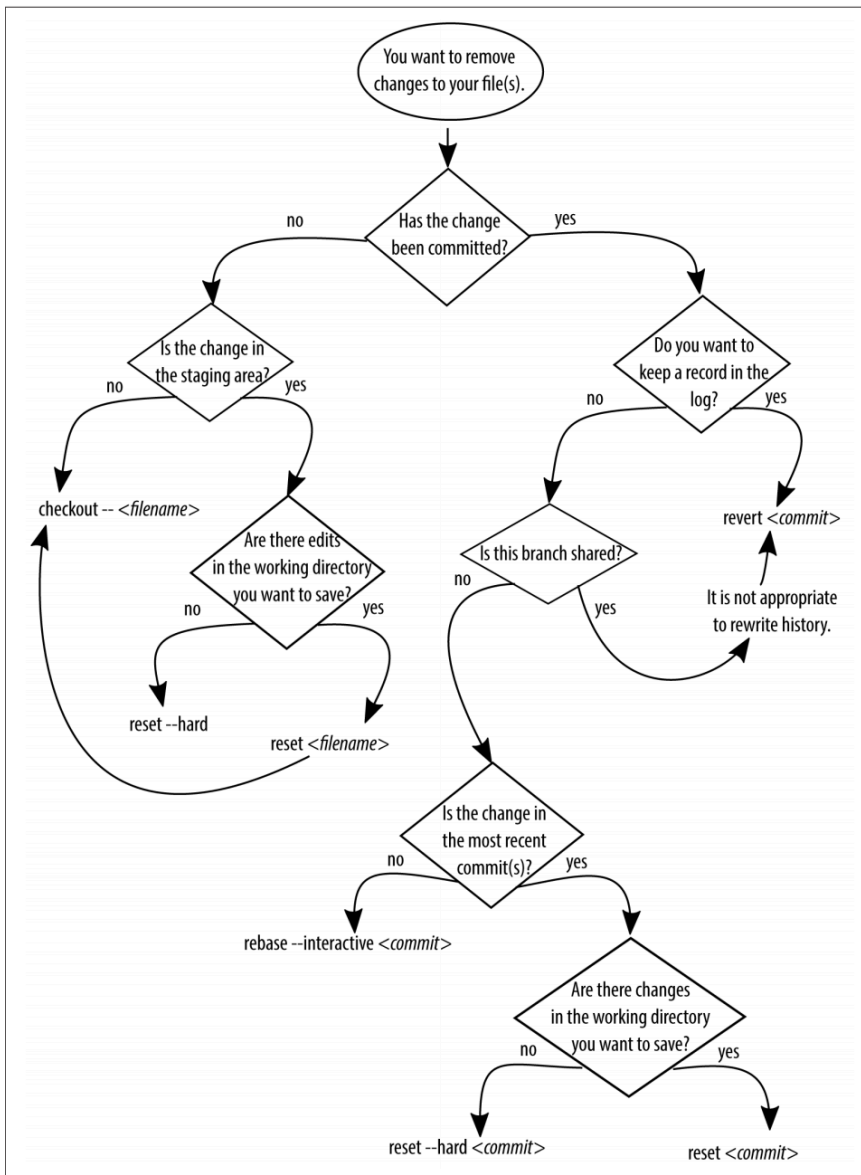 You want to remove
changes to your file(s).
Has the change
been committed?
no
yes
Is the change in
the staging area?
no
yes
Do you want to
keep a record in the
log?
no
yes
checkout -- <filename>
Are there edits
in the working directory
you want to save?
no
yes
reset --hard
reset <filename>
Is this branch shared?
no
yes
revert <commit>
It is not appropriate
to rewrite history.
Is the change in
the most recent
commit(s)?
no
yes
rebase --interactive <commit>
Are there changes
in the working directory
you want to save?
no
yes
reset --hard <commit>
reset <commit>